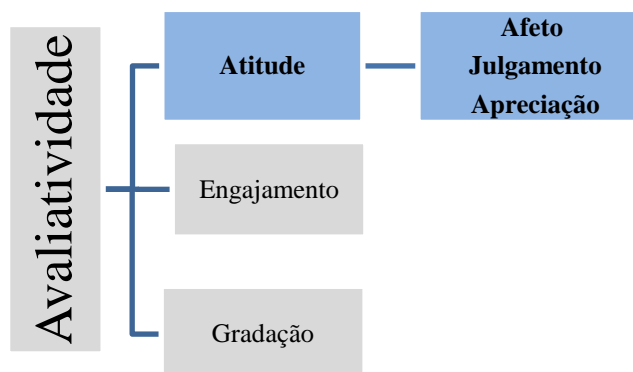 Avaliatividade
Atitude
Afeto
Julgamento
Apreciação
Engajamento
Gradação